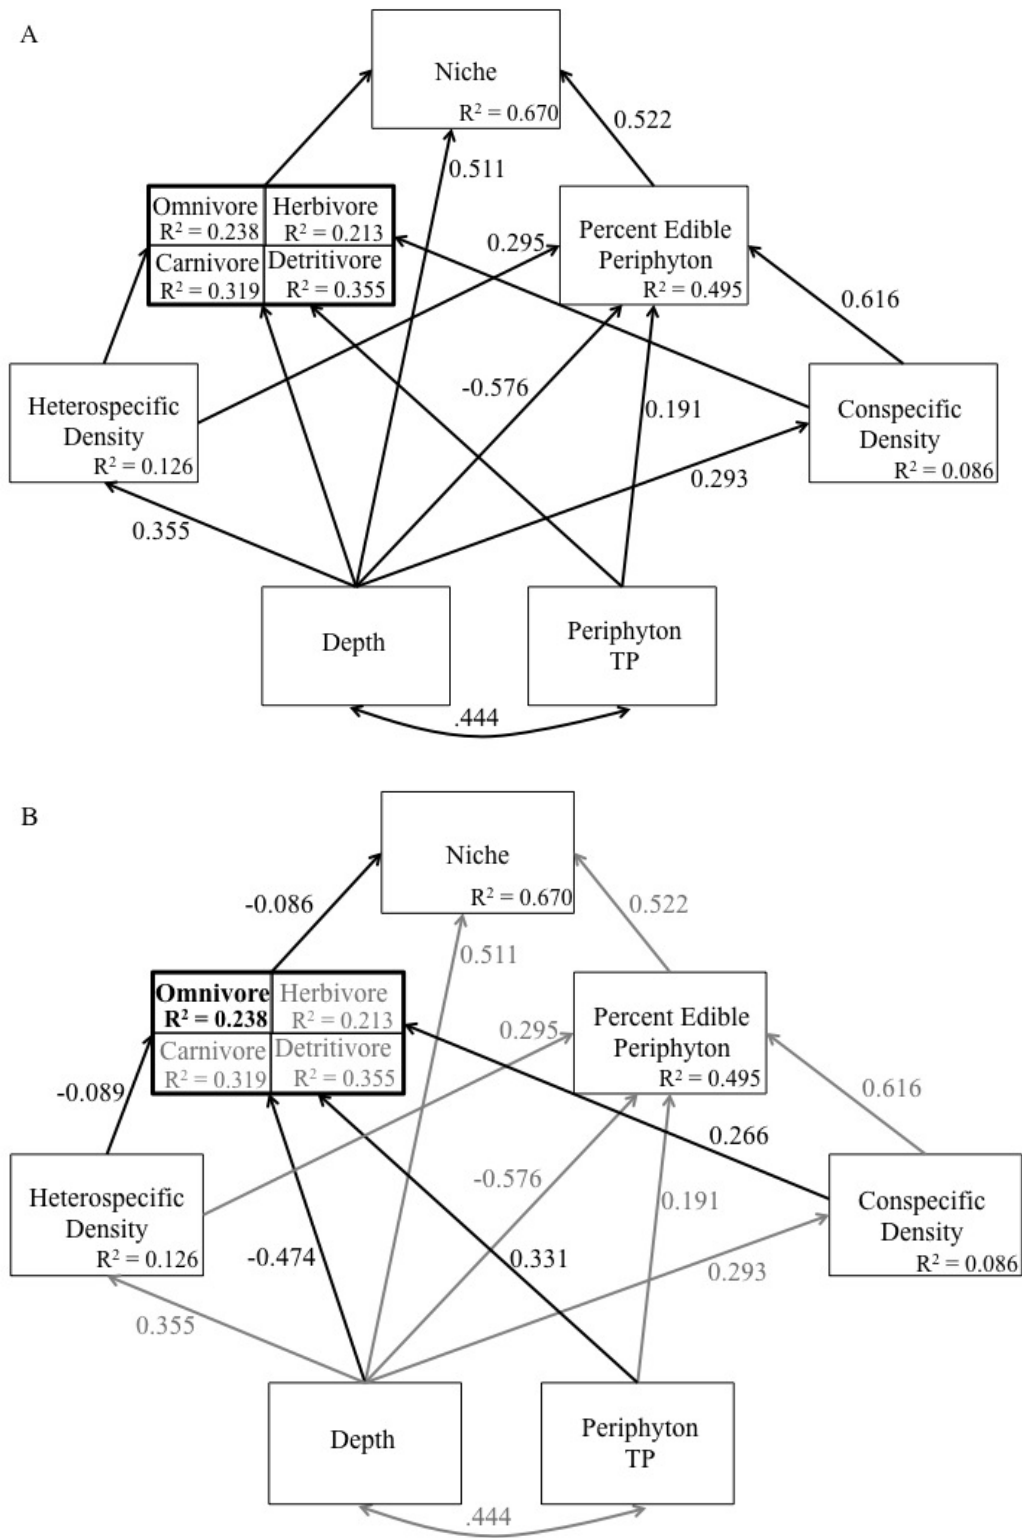 A
Niche
R² = 0.670
0.522
0.511
Omnivore
R² = 0.238
Herbivore
R² = 0.213
Carnivore
R² = 0.319
Detritivore
R² = 0.355
0.295
Percent Edible
Periphyton
R² = 0.495
0.616
Heterospecific
Density
R² = 0.126
-0.576
0.191
Conspecific
Density
R² = 0.086
0.293
0.355
Depth
Periphyton
TP
.444
B
Niche
R² = 0.670
-0.086
0.522
0.511
Omnivore
R² = 0.238
Herbivore
R² = 0.213
Carnivore
R² = 0.319
Detritivore
R² = 0.355
0.295
Percent Edible
Periphyton
R² = 0.495
-0.089
0.616
0.266
Heterospecific
Density
R² = 0.126
-0.576
0.191
Conspecific
Density
R² = 0.086
-0.474
0.331
0.293
0.355
Depth
Periphyton
TP
.444